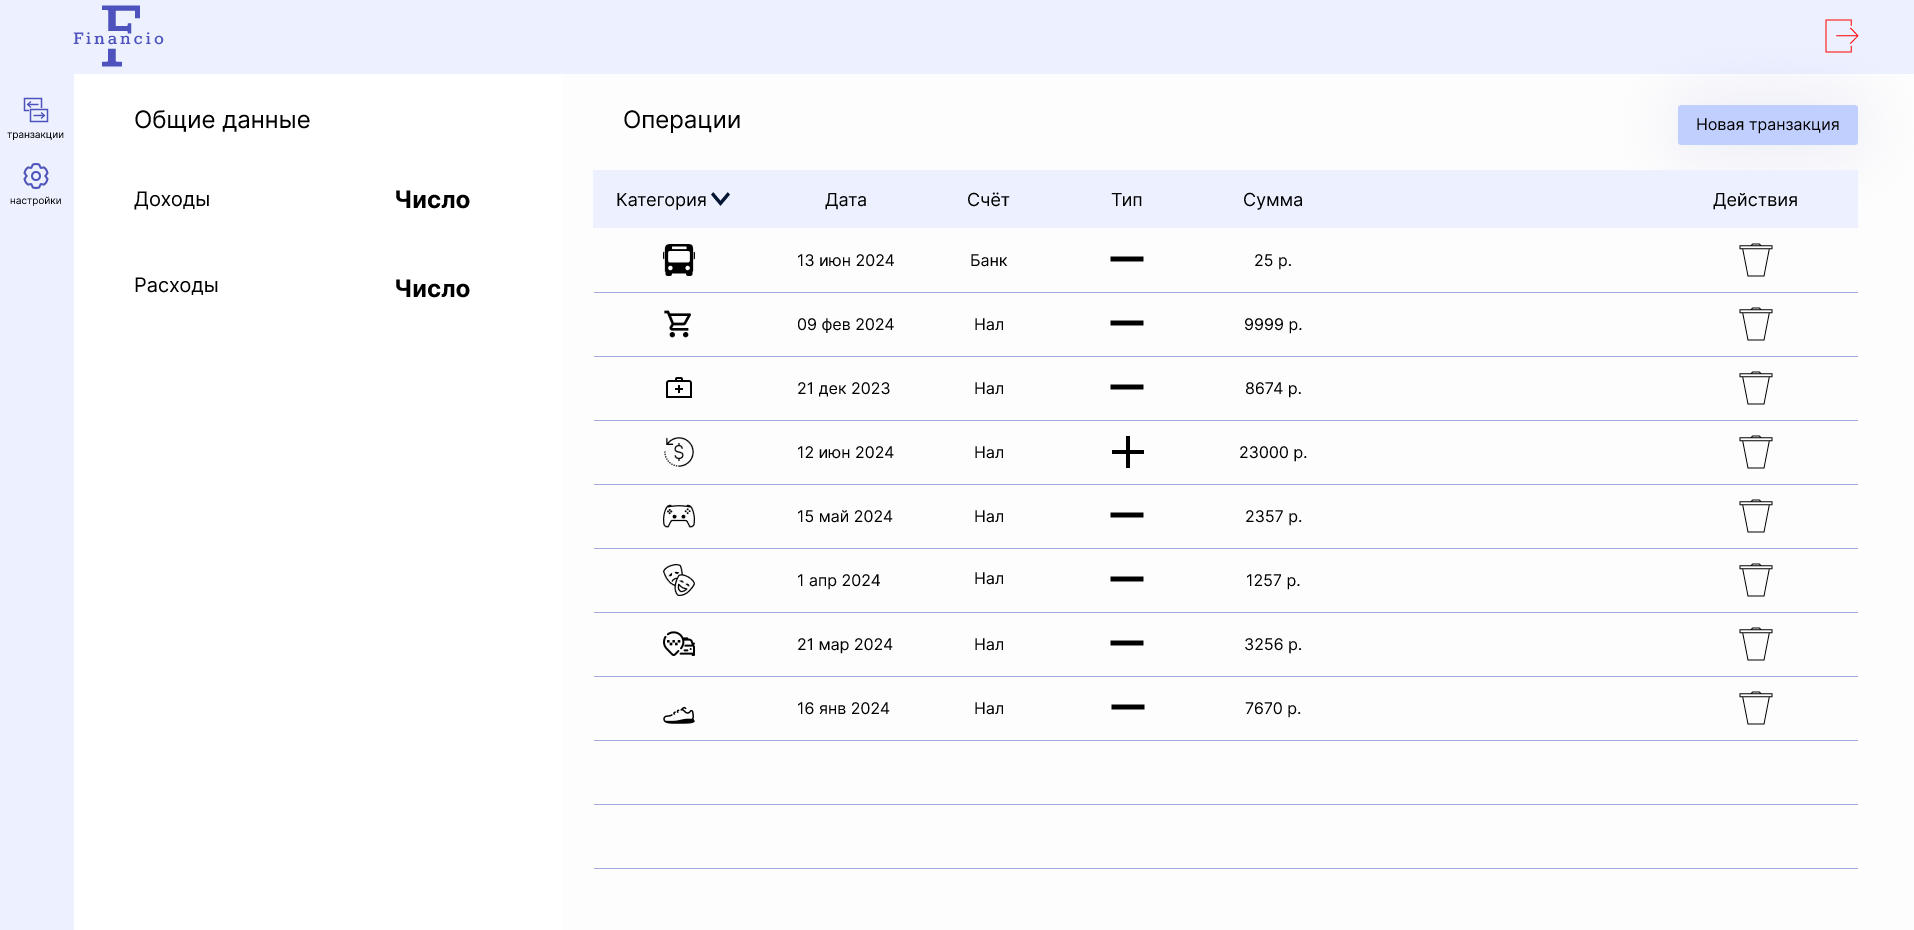 Financio
транзакции
настройки
Общие данные
Доходы Число
Расходы Число
Операции
Новая транзакция
Категория Дата Счёт Тип Сумма Действия
13 июн 2024 Банк 25 р.
09 фев 2024 Нал 9999 р.
21 дек 2023 Нал 8674 р.
12 июн 2024 Нал 23000 р.
15 май 2024 Нал 2357 р.
1 апр 2024 Нал 1257 р.
21 мар 2024 Нал 3256 р.
16 янв 2024 Нал 7670 р.